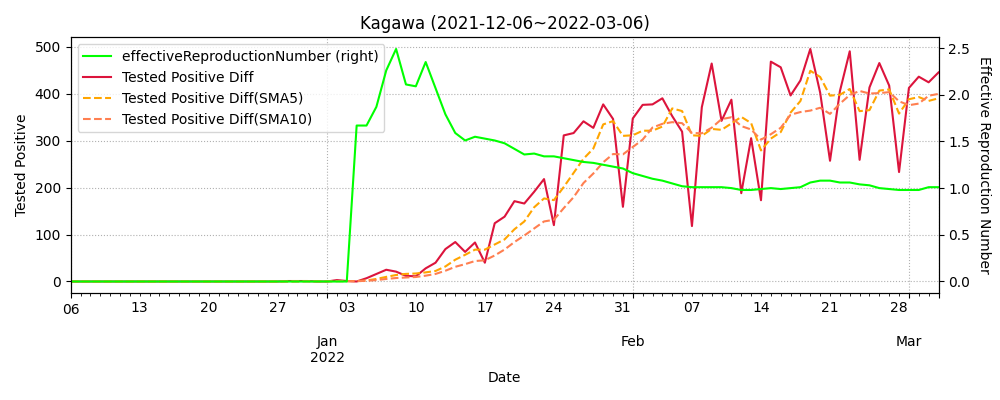 Kagawa (2021-12-06~2022-03-06)
effectiveReproductionNumber (right)
Tested Positive Diff
Tested Positive Diff(SMA5)
Tested Positive Diff(SMA10)
Tested Positive
500
400
300
200
100
0
2.5
2.0
1.5
1.0
0.5
0.0
Effective Reproduction Number
06 13 20 27 03 10 17 24 31 07 14 21 28
Jan Feb Mar
2022
Date